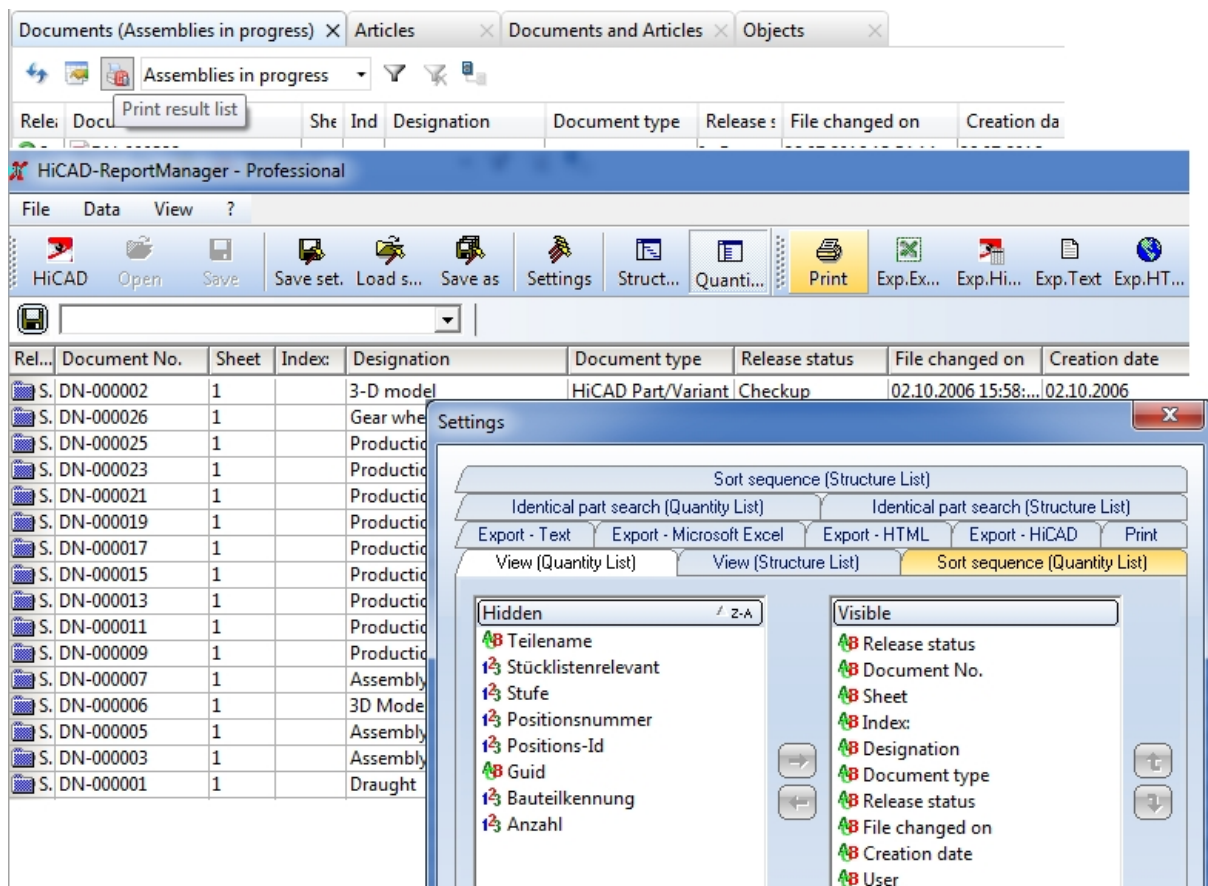 Documents (Assemblies in progress) Articles Documents and Articles Objects
Assemblies in progress
Print result list
Rele Docu She Ind Designation Document type Release s File changed on Creation da
HiCAD-ReportManager - Professional
File Data View ?
HiCAD Open Save Save set. Load s... Save as Settings Struct... Quanti... Print Exp.Ex... Exp.Hi... Exp.Text Exp.HT...
Rel... Document No. Sheet Index: Designation Document type Release status File changed on Creation date
S. DN-000002 1 3-D model HiCAD Part/Variant Checkup 02.10.2006 15:58:... 02.10.2006
S. DN-000026 1 Gear whe
S. DN-000025 1 Productio
S. DN-000023 1 Productio
S. DN-000021 1 Productio
S. DN-000019 1 Productio
S. DN-000017 1 Productio
S. DN-000015 1 Productio
S. DN-000013 1 Productio
S. DN-000011 1 Productio
S. DN-000009 1 Productio
S. DN-000007 1 Assembly
S. DN-000006 1 3D Mode
S. DN-000005 1 Assembly
S. DN-000003 1 Assembly
S. DN-000001 1 Draught
Settings
Sort sequence (Structure List)
Identical part search (Quantity List) Identical part search (Structure List)
Export - Text Export - Microsoft Excel Export - HTML Export - HiCAD Print
View (Quantity List) View (Structure List) Sort sequence (Quantity List)
Hidden / Z-A
Teilename
Stücklistenrelevant
Stufe
Positionsnummer
Positions-Id
Guid
Bauteilkennung
Anzahl
Visible
Release status
Document No.
Sheet
Index:
Designation
Document type
Release status
File changed on
Creation date
User